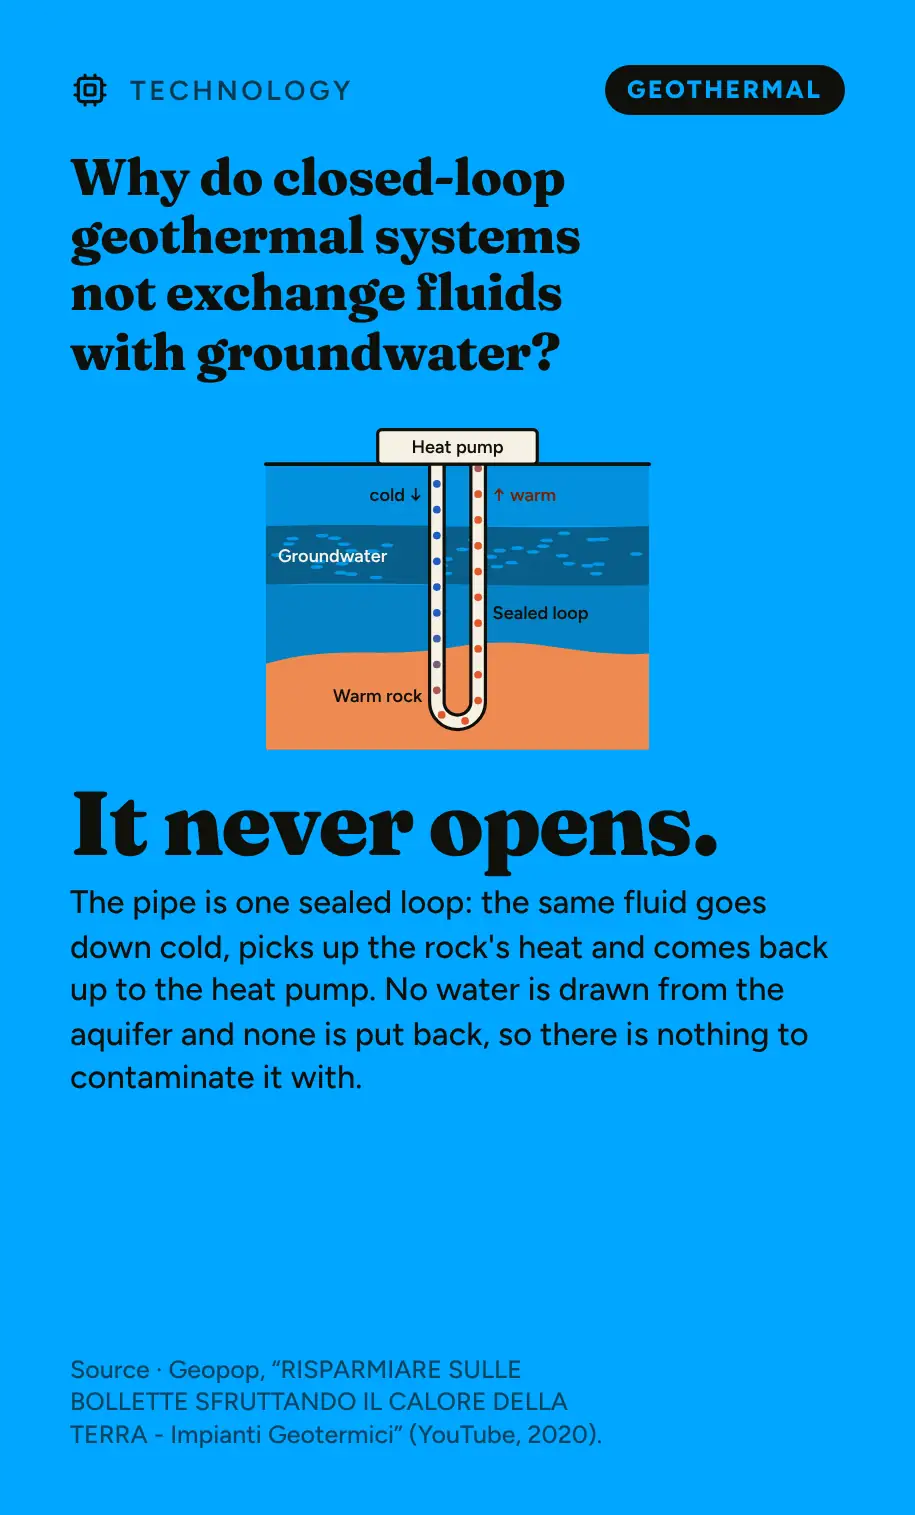 TECHNOLOGY
GEOTHERMAL
Why do closed-loop
geothermal systems
not exchange fluids
with groundwater?
Heat pump
cold ↓
↑ warm
Groundwater
Sealed loop
Warm rock
It never opens.
The pipe is one sealed loop: the same fluid goes
down cold, picks up the rock's heat and comes back
up to the heat pump. No water is drawn from the
aquifer and none is put back, so there is nothing to
contaminate it with.
Source · Geopop, “RISPARMIARE SULLE
BOLLETTE SFRUTTANDO IL CALORE DELLA
TERRA - Impianti Geotermici” (YouTube, 2020).